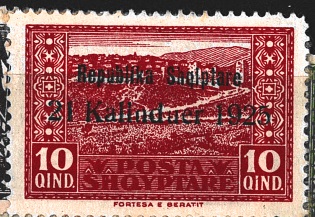 Republika Shqiptare
21 Kallnduer 1925
10 POSTA 10
QIND. SHQIPTARE QIND.
FORTESA E BERATIT